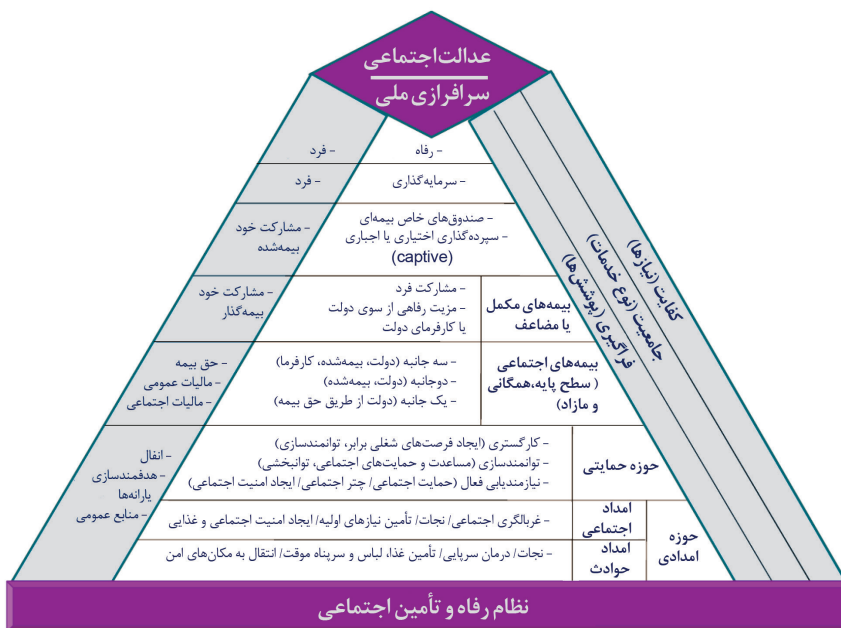 عدالت اجتماعی
سرافرازی ملی
- رفاه
- فرد
- سرمایه‌گذاری
- فرد
- صندوق‌های خاص بیمه‌ای
- سپرده‌گذاری اختیاری یا اجباری
(captive)
- مشارکت خود
بیمه‌شده
بیمه‌های مکمل
یا مضاعف
- مشارکت فرد
- مزیت رفاهی از سوی دولت
یا کارفرمای دولت
- مشارکت خود
بیمه‌گذار
بیمه‌های اجتماعی
( سطح پایه،همگانی
و مازاد)
- سه جانبه (دولت، بیمه‌شده، کارفرما)
- دوجانبه (دولت، بیمه‌شده)
- یک جانبه (دولت از طریق حق بیمه)
- حق بیمه
- مالیات عمومی
- مالیات اجتماعی
حوزه حمایتی
- کارگستری (ایجاد فرصت‌های شغلی برابر، توانمندسازی)
- توانمندسازی (مساعدت و حمایت‌های اجتماعی، توانبخشی)
- نیازمندیابی فعال (حمایت اجتماعی/ چتر اجتماعی/ ایجاد امنیت اجتماعی)
- انفال
- هدفمندسازی
یارانه‌ها
- منابع عمومی
حوزه
امدادی
امداد
اجتماعی
- غربالگری اجتماعی/ نجات/ تأمین نیازهای اولیه/ ایجاد امنیت اجتماعی و غذایی
امداد
حوادث
- نجات/ درمان سرپایی/ تأمین غذا، لباس و سرپناه موقت/ انتقال به مکان‌های امن
کفایت (نیازها)
جامعیت (نوع خدمات)
فراگیری (پوشش‌ها)
نظام رفاه و تأمین اجتماعی